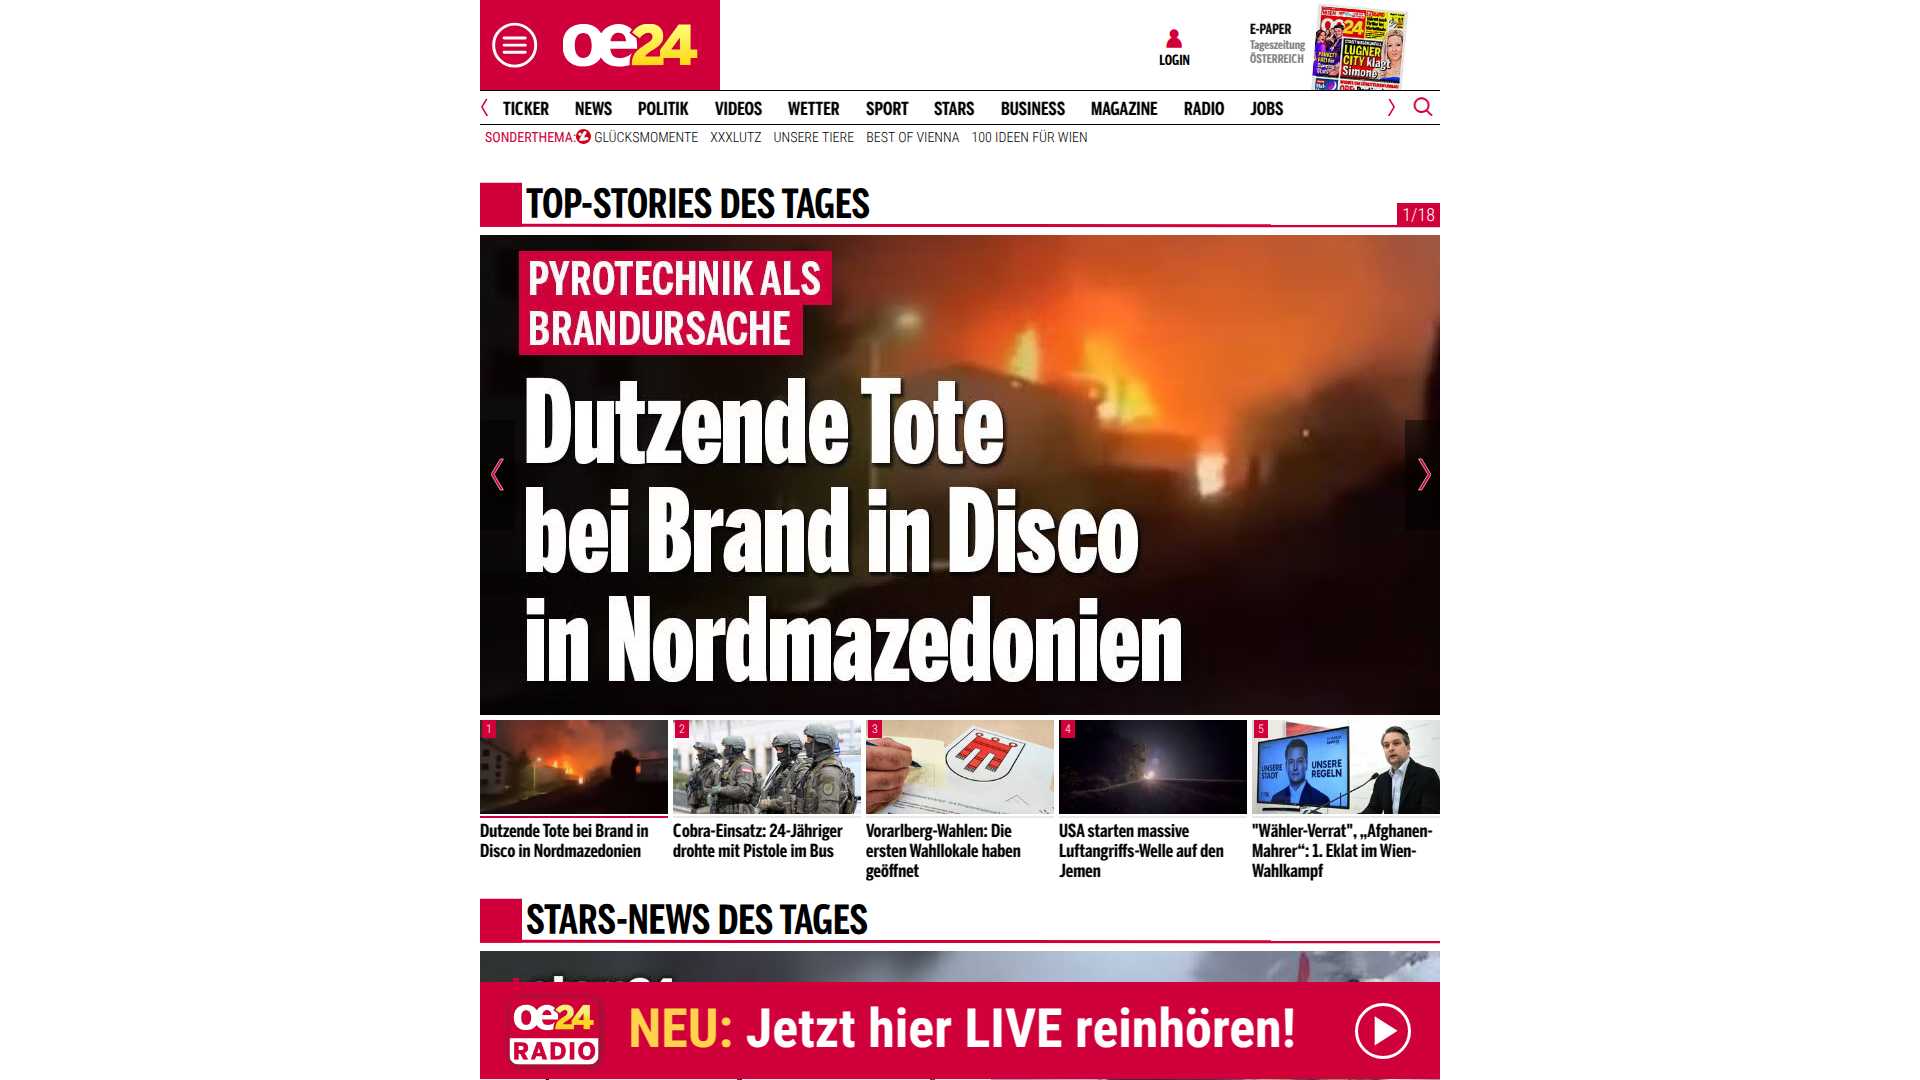 oe24
LOGIN
E-PAPER
Tageszeitung
ÖSTERREICH
oe24
LUGNER
CITY klagt
Simone
TICKER NEWS POLITIK VIDEOS WETTER SPORT STARS BUSINESS MAGAZINE RADIO JOBS
SONDERTHEMA: GLÜCKSMOMENTE XXXLUTZ UNSERE TIERE BEST OF VIENNA 100 IDEEN FÜR WIEN
TOP-STORIES DES TAGES
1/18
PYROTECHNIK ALS
BRANDURSACHE
Dutzende Tote
bei Brand in Disco
in Nordmazedonien
1
Dutzende Tote bei Brand in
Disco in Nordmazedonien
2
Cobra-Einsatz: 24-Jähriger
drohte mit Pistole im Bus
3
Vorarlberg-Wahlen: Die
ersten Wahllokale haben
geöffnet
4
USA starten massive
Luftangriffs-Welle auf den
Jemen
5
UNSERE
STADT
UNSERE
REGELN
"Wähler-Verrat", „Afghanen-
Mahrer“: 1. Eklat im Wien-
Wahlkampf
STARS-NEWS DES TAGES
oe24
RADIO
NEU: Jetzt hier LIVE reinhören!